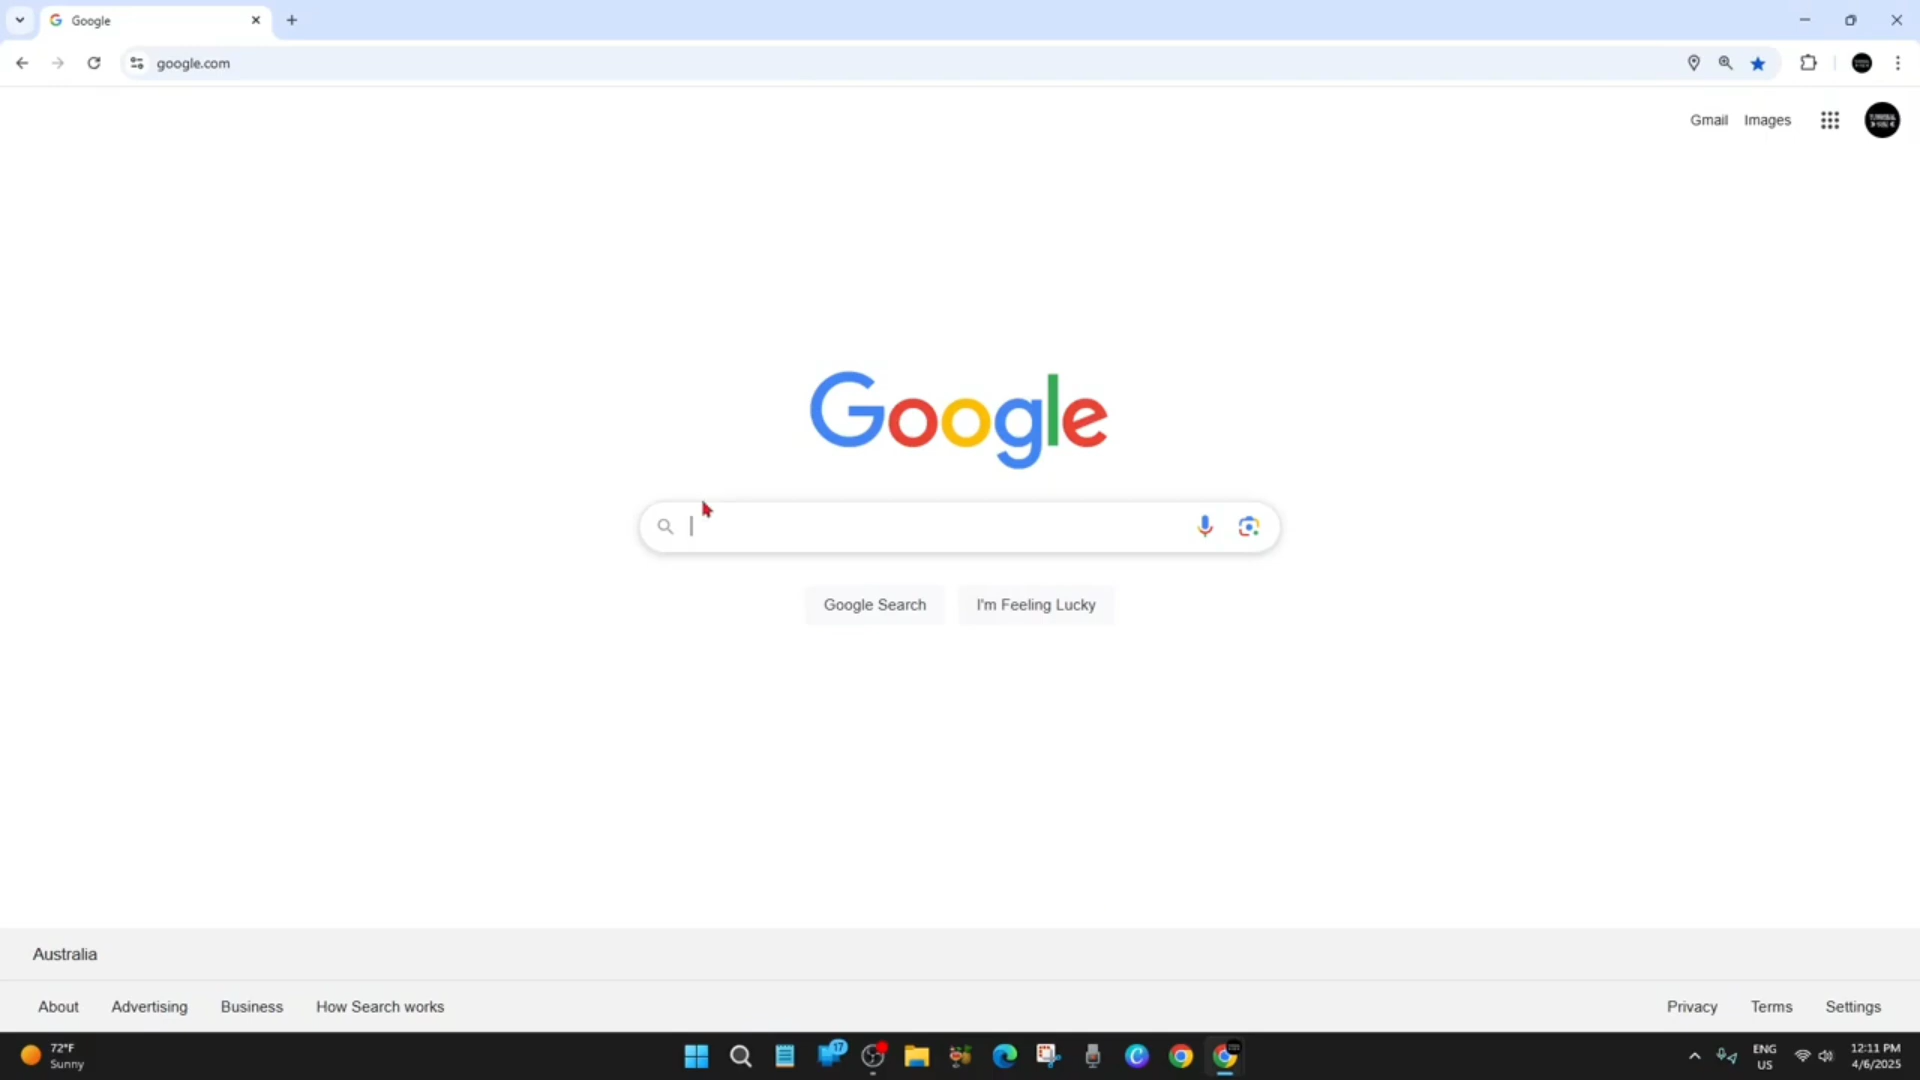 Google
google.com
Gmail Images
Google
Google Search I'm Feeling Lucky
Australia
About Advertising Business How Search works Privacy Terms Settings
72°F
Sunny
17
ENG
US
12:11 PM
4/6/2025